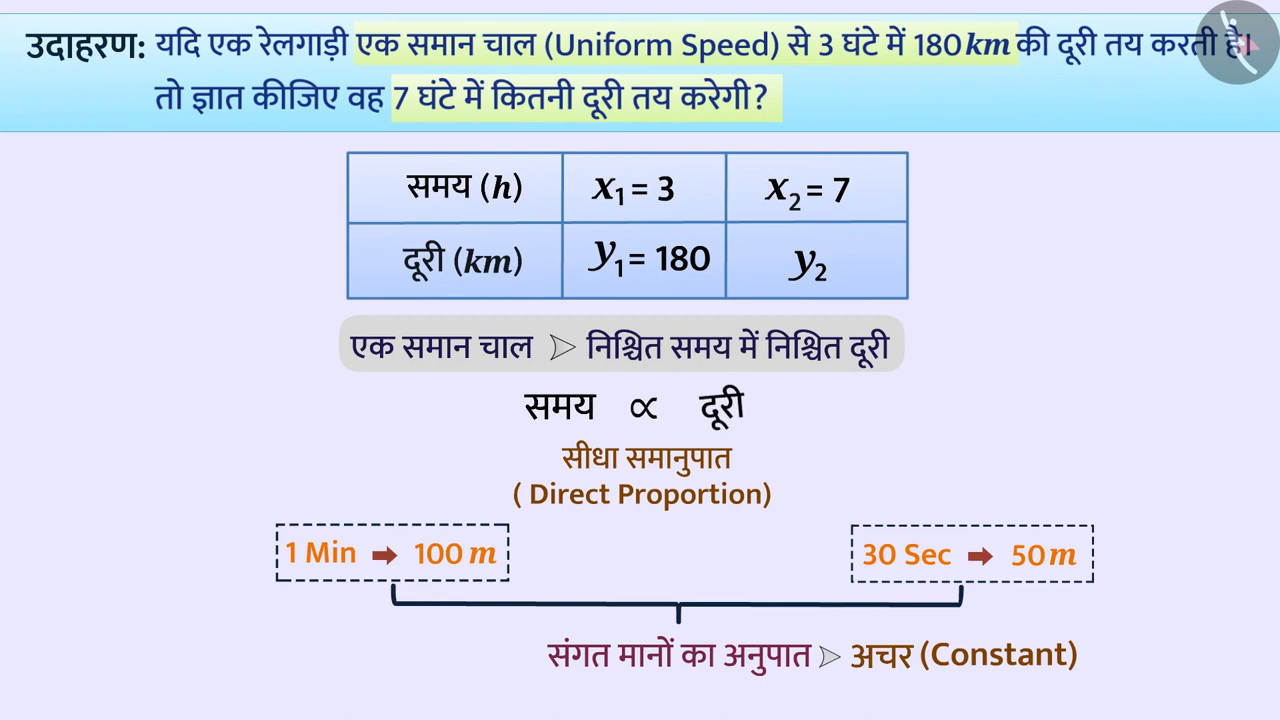 उदाहरण: यदि एक रेलगाड़ी एक समान चाल (Uniform Speed) से 3 घंटे में 180 km की दूरी तय करती है।
तो ज्ञात कीजिए वह 7 घंटे में कितनी दूरी तय करेगी?
समय (h) x₁ = 3 x₂ = 7
दूरी (km) y₁ = 180 y₂
एक समान चाल ➢ निश्चित समय में निश्चित दूरी
समय ∝ दूरी
सीधा समानुपात
( Direct Proportion)
1 Min ➡ 100 m 30 Sec ➡ 50 m
संगत मानों का अनुपात ➢ अचर (Constant)